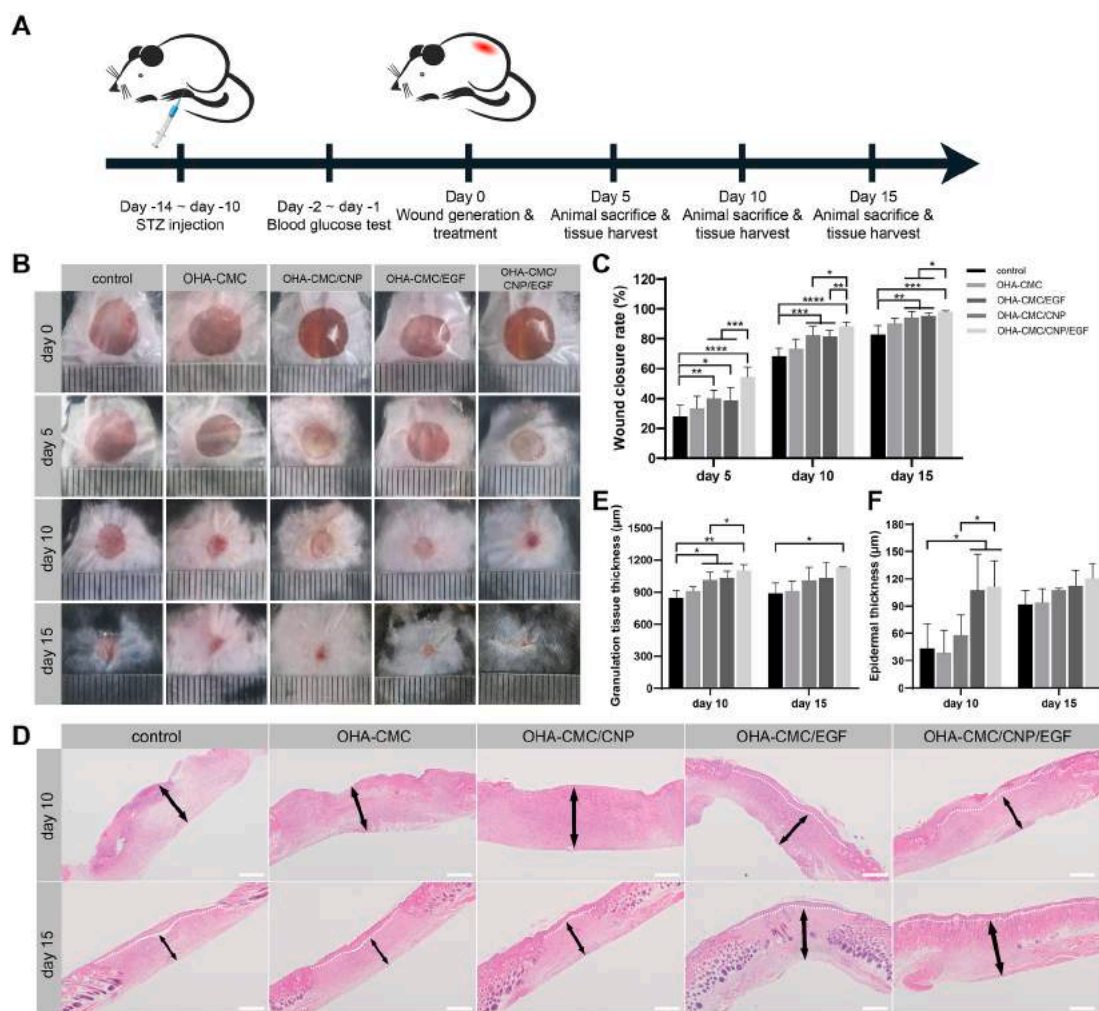 A
Day -14 ~ day -10
STZ injection
Day -2 ~ day -1
Blood glucose test
Day 0
Wound generation &
treatment
Day 5
Animal sacrifice &
tissue harvest
Day 10
Animal sacrifice &
tissue harvest
Day 15
Animal sacrifice &
tissue harvest
B
control
OHA-CMC
OHA-CMC/CNP
OHA-CMC/EGF
OHA-CMC/
CNP/EGF
day 0
day 5
day 10
day 15
C
Wound closure rate (%)
120
100
80
60
40
20
0
**
*
****
***
***
****
**
*
**
***
*
day 5
day 10
day 15
control
OHA-CMC
OHA-CMC/EGF
OHA-CMC/CNP
OHA-CMC/CNP/EGF
E
Granulation tissue thickness (μm)
1500
1200
900
600
300
0
*
**
*
*
day 10
day 15
F
Epidermal thickness (μm)
180
150
120
90
60
30
0
*
*
day 10
day 15
D
control
OHA-CMC
OHA-CMC/CNP
OHA-CMC/EGF
OHA-CMC/CNP/EGF
day 10
day 15